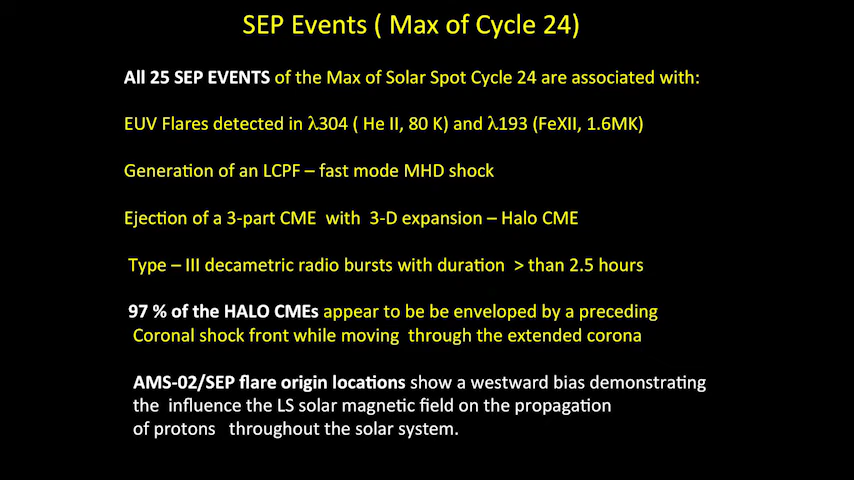 SEP Events ( Max of Cycle 24)
All 25 SEP EVENTS of the Max of Solar Spot Cycle 24 are associated with:
EUV Flares detected in λ304 ( He II, 80 K) and λ193 (FeXII, 1.6MK)
Generation of an LCPF – fast mode MHD shock
Ejection of a 3-part CME with 3-D expansion – Halo CME
Type – III decametric radio bursts with duration > than 2.5 hours
97 % of the HALO CMEs appear to be be enveloped by a preceding
Coronal shock front while moving through the extended corona
AMS-02/SEP flare origin locations show a westward bias demonstrating
the influence the LS solar magnetic field on the propagation
of protons throughout the solar system.